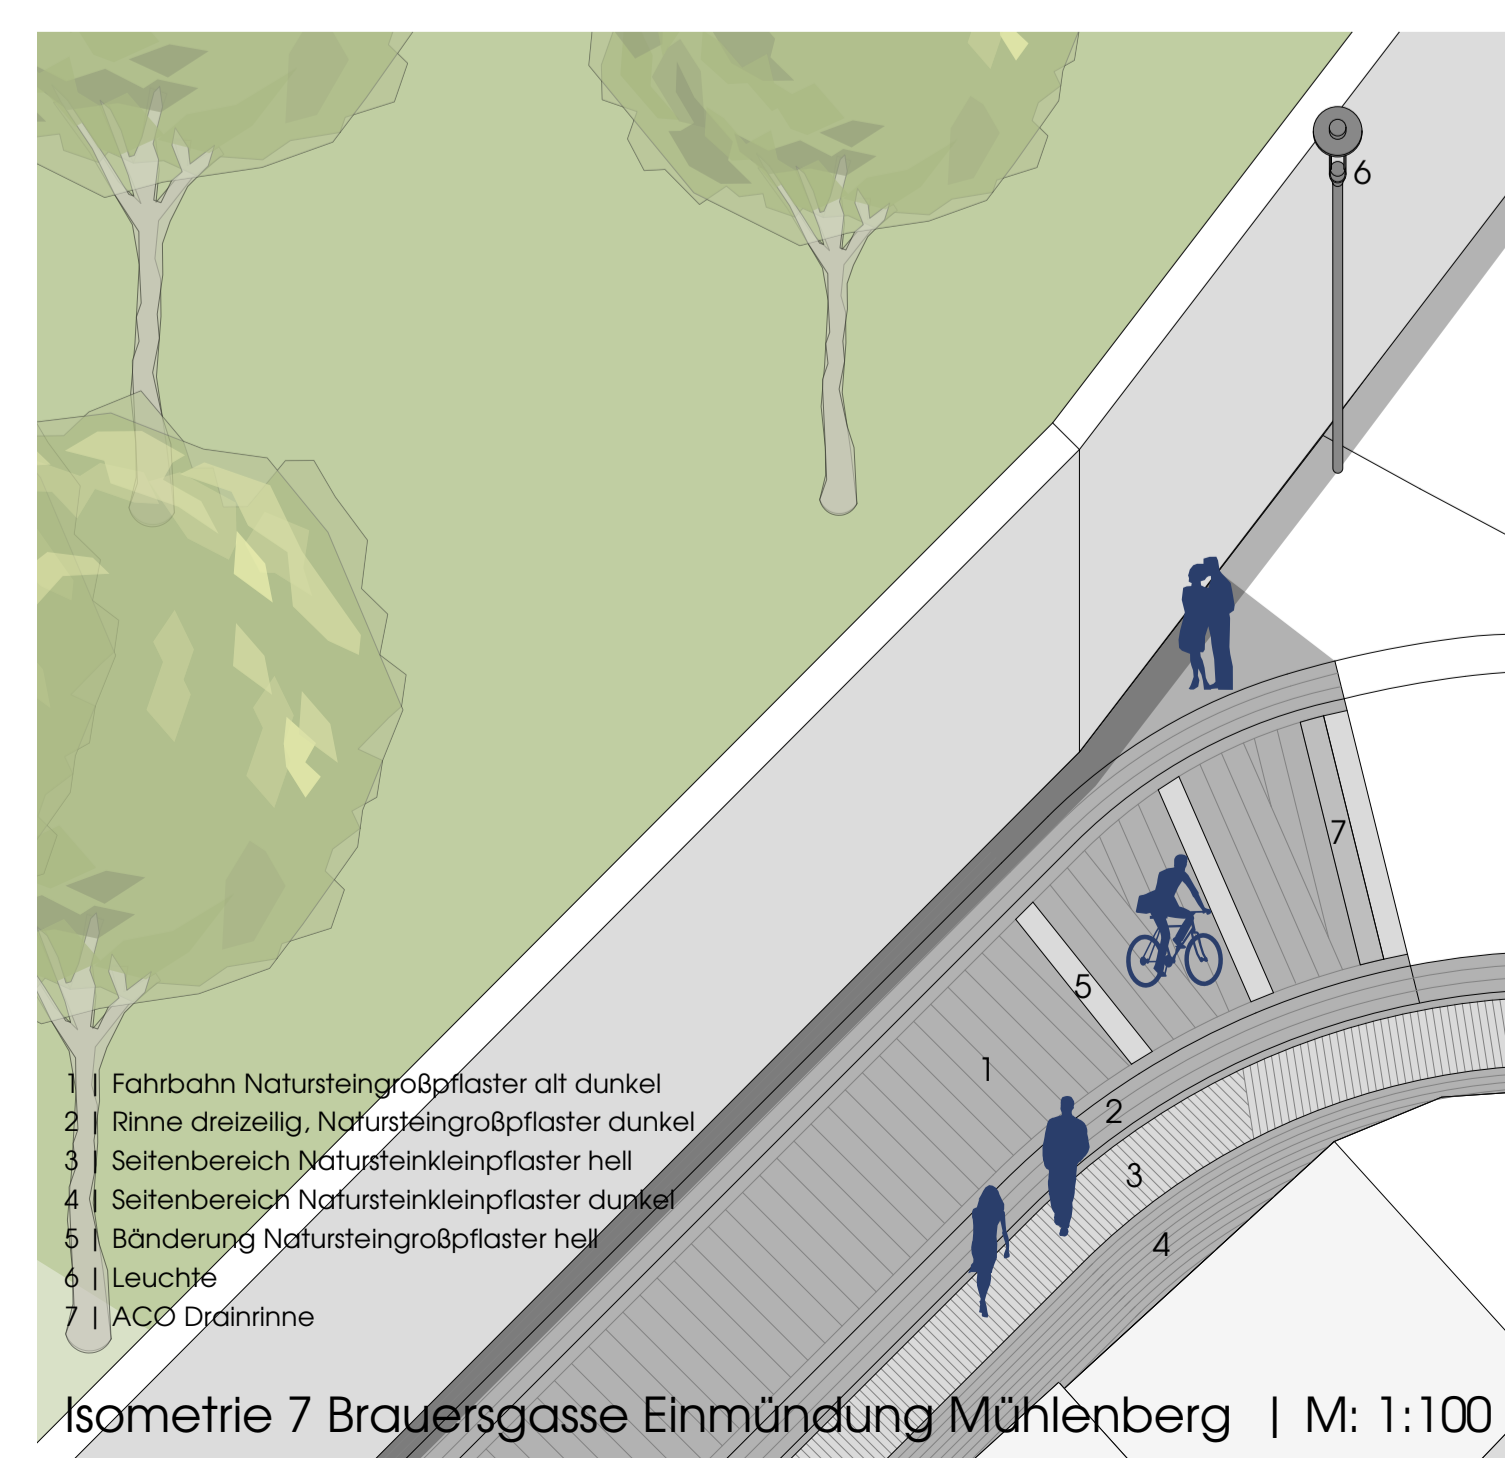 6
7
5
1
2
3
4
1 | Fahrbahn Natursteingroßpflaster alt dunkel
2 | Rinne dreizeilig, Natursteingroßpflaster dunkel
3 | Seitenbereich Natursteinkleinpflaster hell
4 | Seitenbereich Natursteinkleinpflaster dunkel
5 | Bänderung Natursteingroßpflaster hell
6 | Leuchte
7 | ACO Drainrinne
Isometrie 7 Brauersgasse Einmündung Mühlenberg | M: 1:100